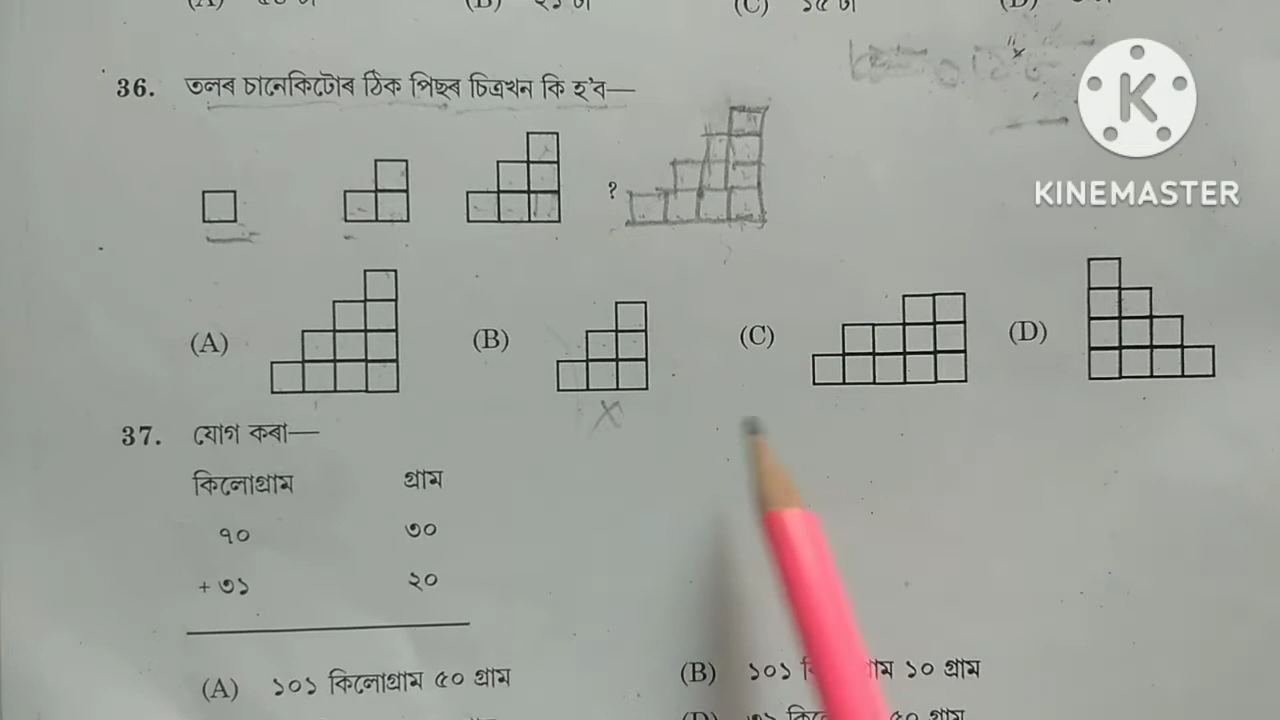 (A)
(B)
(C)
(D)
36. তলৰ চানেকিটোৰ ঠিক পিছৰ চিত্ৰখন কি হ'ব—
?
KINEMASTER
(A) (B) (C) (D)
37. যোগ কৰা—
কিলোগ্ৰাম গ্ৰাম
৭০ ৩০
+ ৩১ ২০
(A) ১০১ কিলোগ্ৰাম ৫০ গ্ৰাম (B) ১০১ ১০ গ্ৰাম